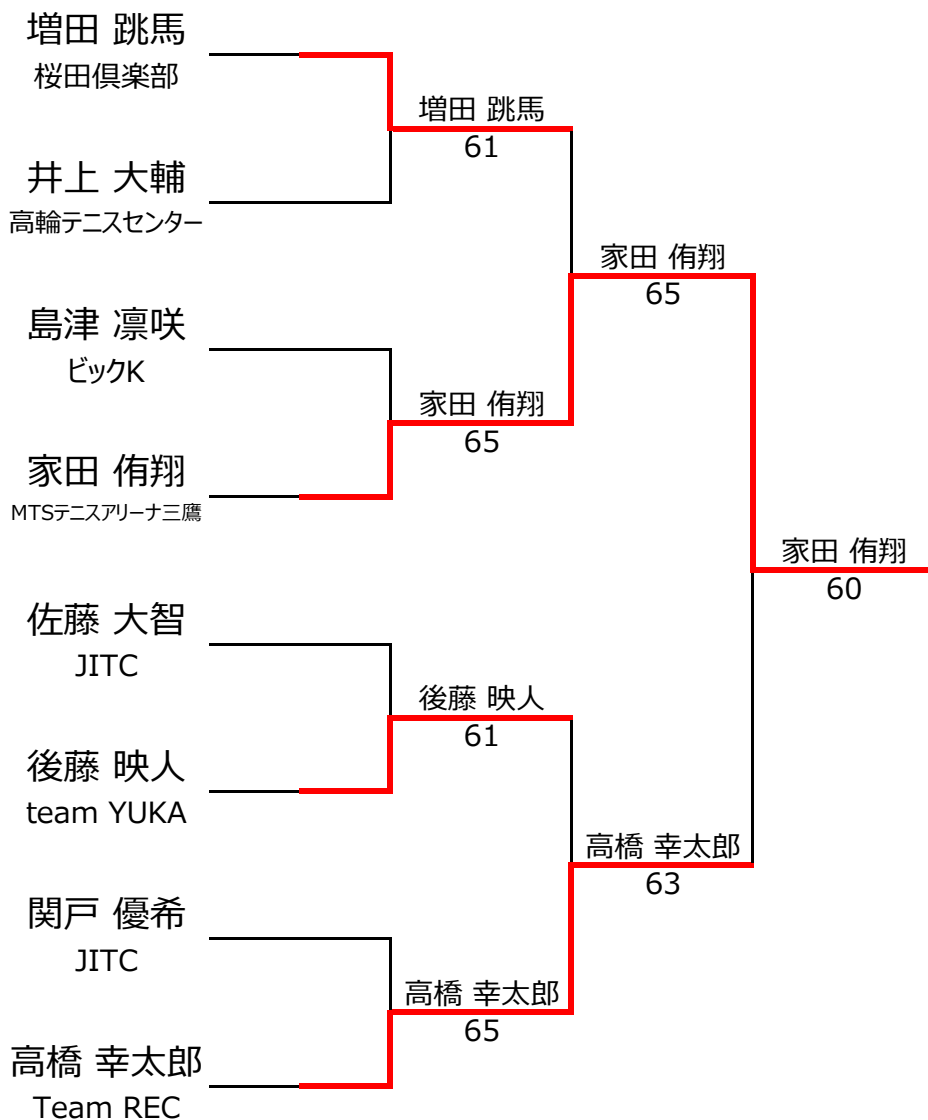 増田 跳馬
桜田倶楽部
井上 大輔
高輪テニスセンター
島津 凛咲
ビックK
家田 侑翔
MTSテニスアリーナ三鷹
佐藤 大智
JITC
後藤 映人
team YUKA
関戸 優希
JITC
高橋 幸太郎
Team REC
増田 跳馬
61
家田 侑翔
65
後藤 映人
61
高橋 幸太郎
65
家田 侑翔
65
高橋 幸太郎
63
家田 侑翔
60